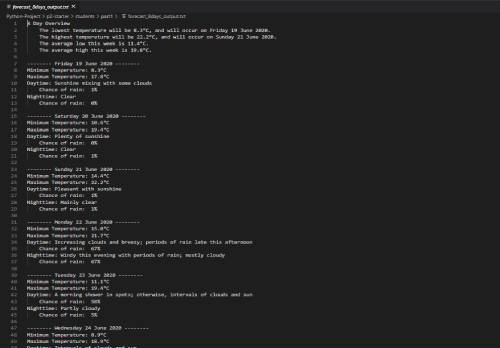 forecast_8days_output.txt ×
Python-Project > p2-starter > students > part1 > forecast_8days_output.txt
1 8 Day Overview
2 The lowest temperature will be 8.3°C, and will occur on Friday 19 June 2020.
3 The highest temperature will be 22.2°C, and will occur on Sunday 21 June 2020.
4 The average low this week is 11.4°C.
5 The average high this week is 19.0°C.
6
7 -------- Friday 19 June 2020 --------
8 Minimum Temperature: 8.3°C
9 Maximum Temperature: 17.8°C
10 Daytime: Sunshine mixing with some clouds
11 Chance of rain: 1%
12 Nighttime: Clear
13 Chance of rain: 0%
14
15 -------- Saturday 20 June 2020 --------
16 Minimum Temperature: 10.6°C
17 Maximum Temperature: 19.4°C
18 Daytime: Plenty of sunshine
19 Chance of rain: 0%
20 Nighttime: Clear
21 Chance of rain: 1%
22
23 -------- Sunday 21 June 2020 --------
24 Minimum Temperature: 14.4°C
25 Maximum Temperature: 22.2°C
26 Daytime: Pleasant with sunshine
27 Chance of rain: 1%
28 Nighttime: Mainly clear
29 Chance of rain: 1%
30
31 -------- Monday 22 June 2020 --------
32 Minimum Temperature: 15.0°C
33 Maximum Temperature: 21.7°C
34 Daytime: Increasing clouds and breezy; periods of rain late this afternoon
35 Chance of rain: 67%
36 Nighttime: Windy this evening with periods of rain; mostly cloudy
37 Chance of rain: 67%
38
39 -------- Tuesday 23 June 2020 --------
40 Minimum Temperature: 11.1°C
41 Maximum Temperature: 19.4°C
42 Daytime: A morning shower in spots; otherwise, intervals of clouds and sun
43 Chance of rain: 50%
44 Nighttime: Partly cloudy
45 Chance of rain: 5%
46
47 -------- Wednesday 24 June 2020 --------
48 Minimum Temperature: 8.9°C
49 Maximum Temperature: 18.9°C
Daytime: Intervals of clouds and sun